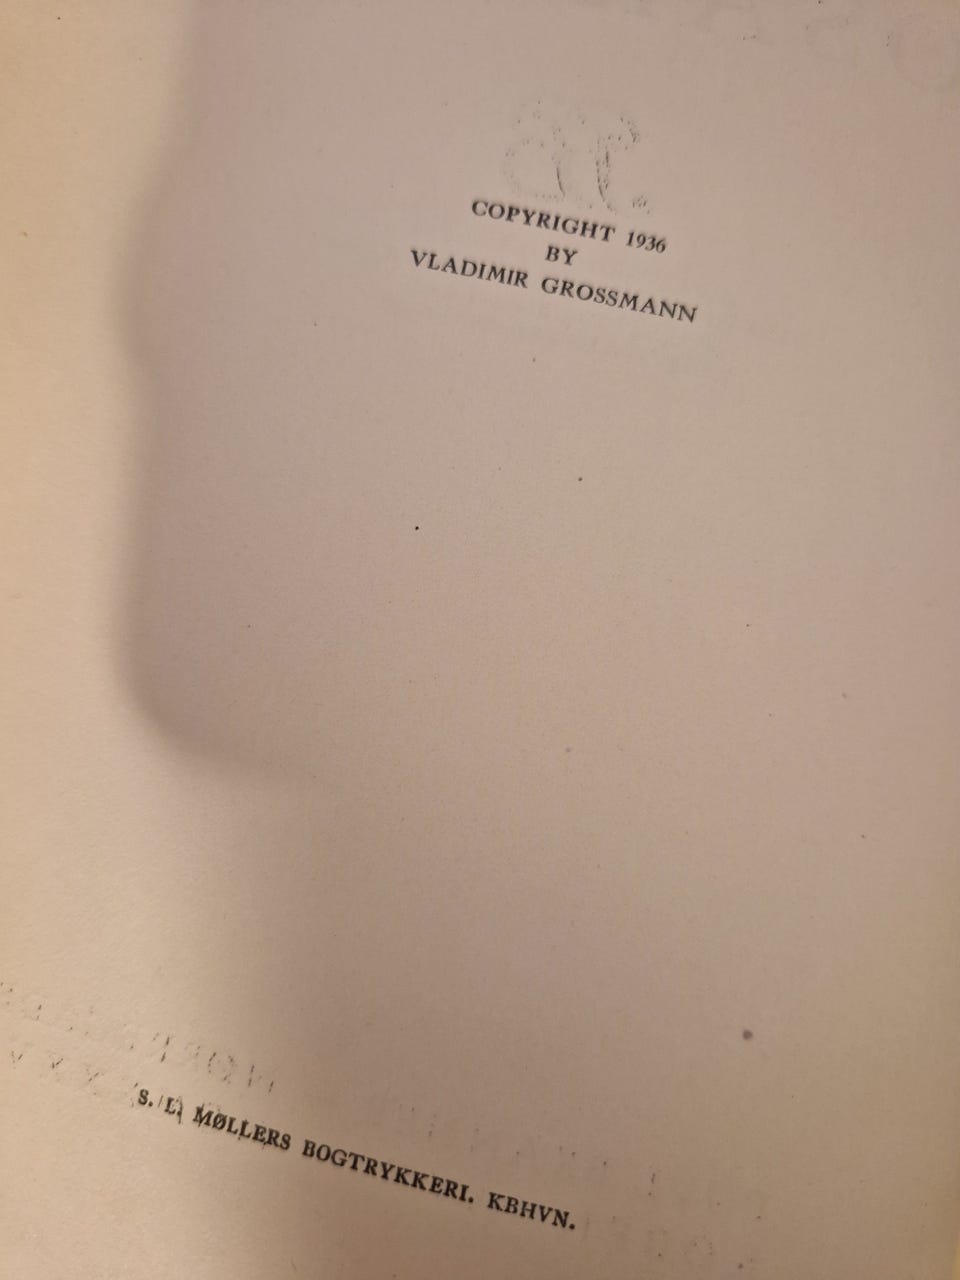 COPYRIGHT 1936
BY
VLADIMIR GROSSMANN
S. L. MØLLERS BOGTRYKKERI. KBHVN.